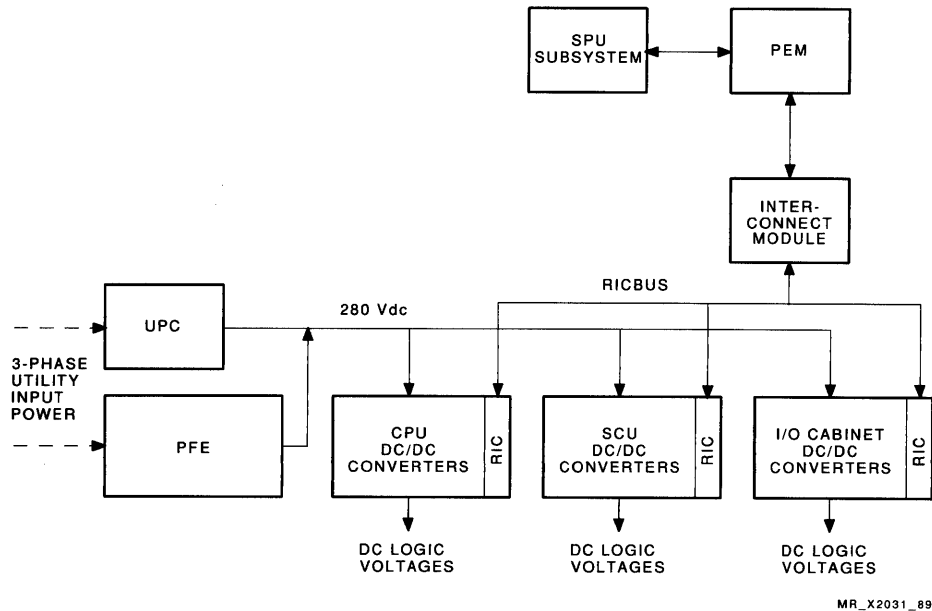 SPU
SUBSYSTEM
PEM
INTER-
CONNECT
MODULE
RICBUS
280 Vdc
UPC
3-PHASE
UTILITY
INPUT
POWER
PFE
CPU
DC/DC
CONVERTERS
RIC
SCU
DC/DC
CONVERTERS
RIC
I/O CABINET
DC/DC
CONVERTERS
RIC
DC LOGIC
VOLTAGES
DC LOGIC
VOLTAGES
DC LOGIC
VOLTAGES
MR_X2031_89